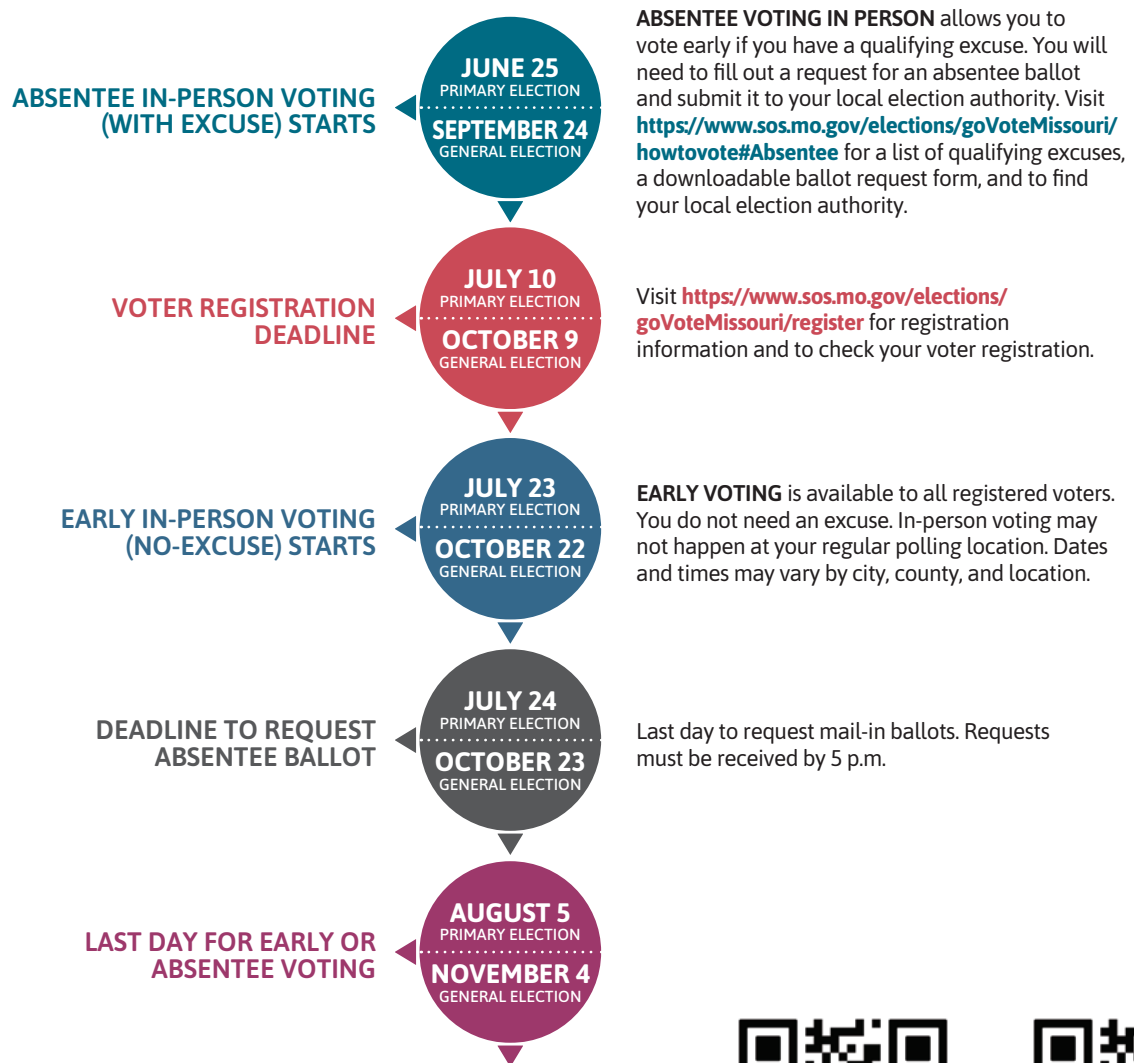 ABSENTEE IN-PERSON VOTING
(WITH EXCUSE) STARTS
JUNE 25
PRIMARY ELECTION
SEPTEMBER 24
GENERAL ELECTION
ABSENTEE VOTING IN PERSON allows you to
vote early if you have a qualifying excuse. You will
need to fill out a request for an absentee ballot
and submit it to your local election authority. Visit
https://www.sos.mo.gov/elections/goVoteMissouri/
howtovote#Absentee for a list of qualifying excuses,
a downloadable ballot request form, and to find
your local election authority.
VOTER REGISTRATION
DEADLINE
JULY 10
PRIMARY ELECTION
OCTOBER 9
GENERAL ELECTION
Visit https://www.sos.mo.gov/elections/
goVoteMissouri/register for registration
information and to check your voter registration.
EARLY IN-PERSON VOTING
(NO-EXCUSE) STARTS
JULY 23
PRIMARY ELECTION
OCTOBER 22
GENERAL ELECTION
EARLY VOTING is available to all registered voters.
You do not need an excuse. In-person voting may
not happen at your regular polling location. Dates
and times may vary by city, county, and location.
DEADLINE TO REQUEST
ABSENTEE BALLOT
JULY 24
PRIMARY ELECTION
OCTOBER 23
GENERAL ELECTION
Last day to request mail-in ballots. Requests
must be received by 5 p.m.
LAST DAY FOR EARLY OR
ABSENTEE VOTING
AUGUST 5
PRIMARY ELECTION
NOVEMBER 4
GENERAL ELECTION